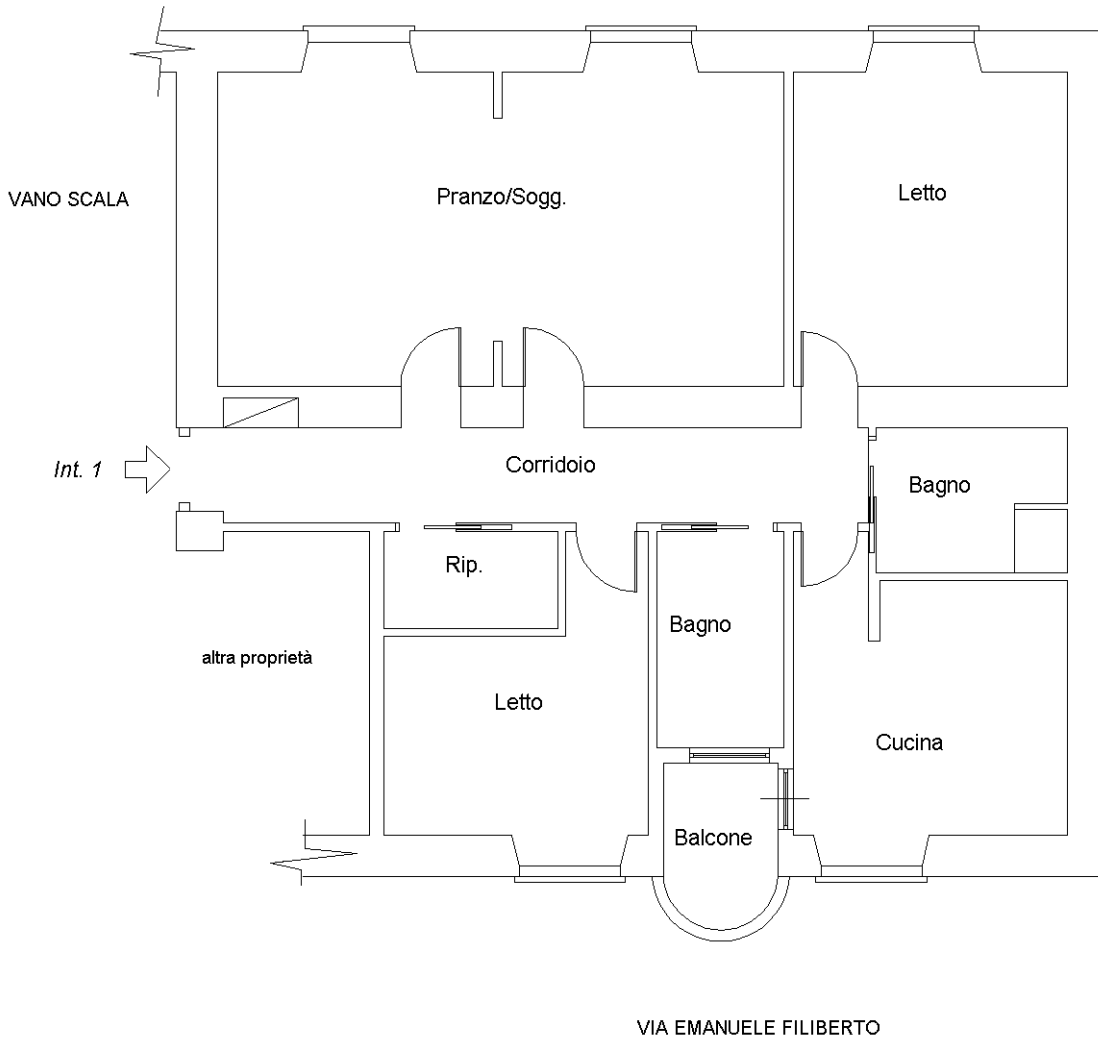 VANO SCALA
Pranzo/Sogg.
Letto
Int. 1
Corridoio
Bagno
Rip.
Bagno
altra proprietà
Letto
Cucina
Balcone
VIA EMANUELE FILIBERTO